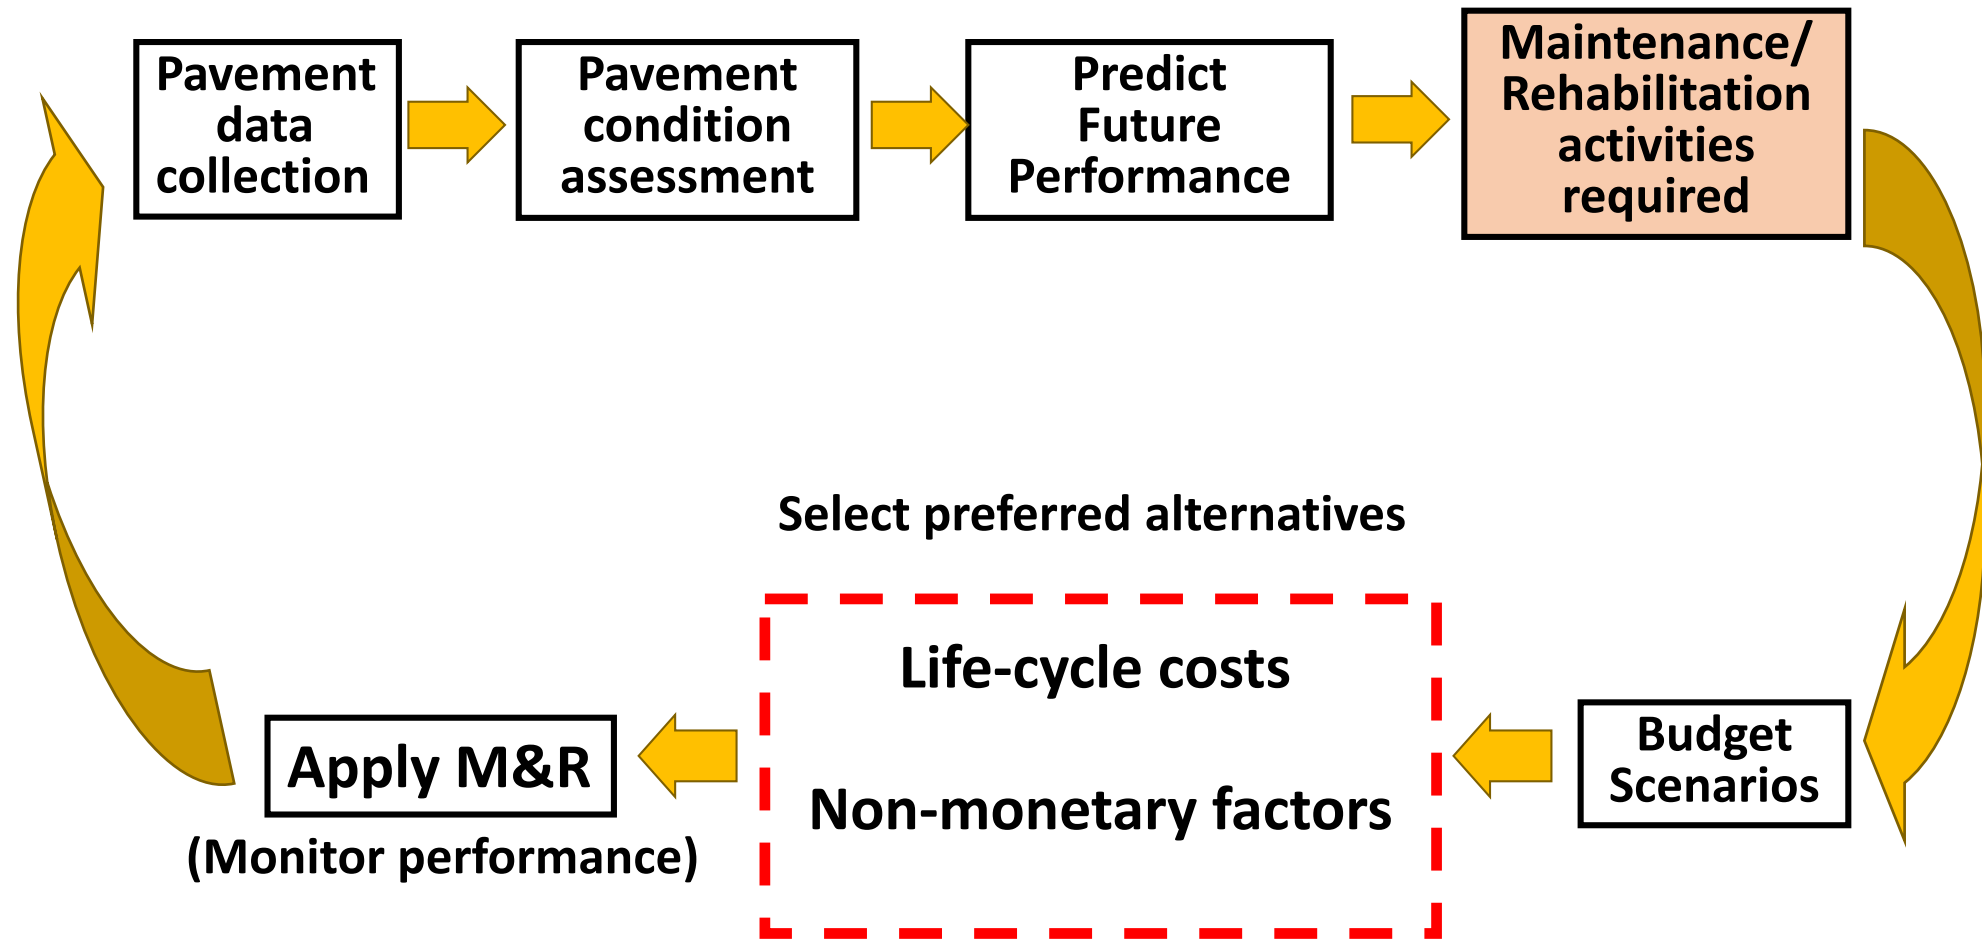 Pavement
data
collection
Pavement
condition
assessment
Predict
Future
Performance
Maintenance/
Rehabilitation
activities
required
Select preferred alternatives
Life-cycle costs
Non-monetary factors
Budget
Scenarios
Apply M&R
(Monitor performance)